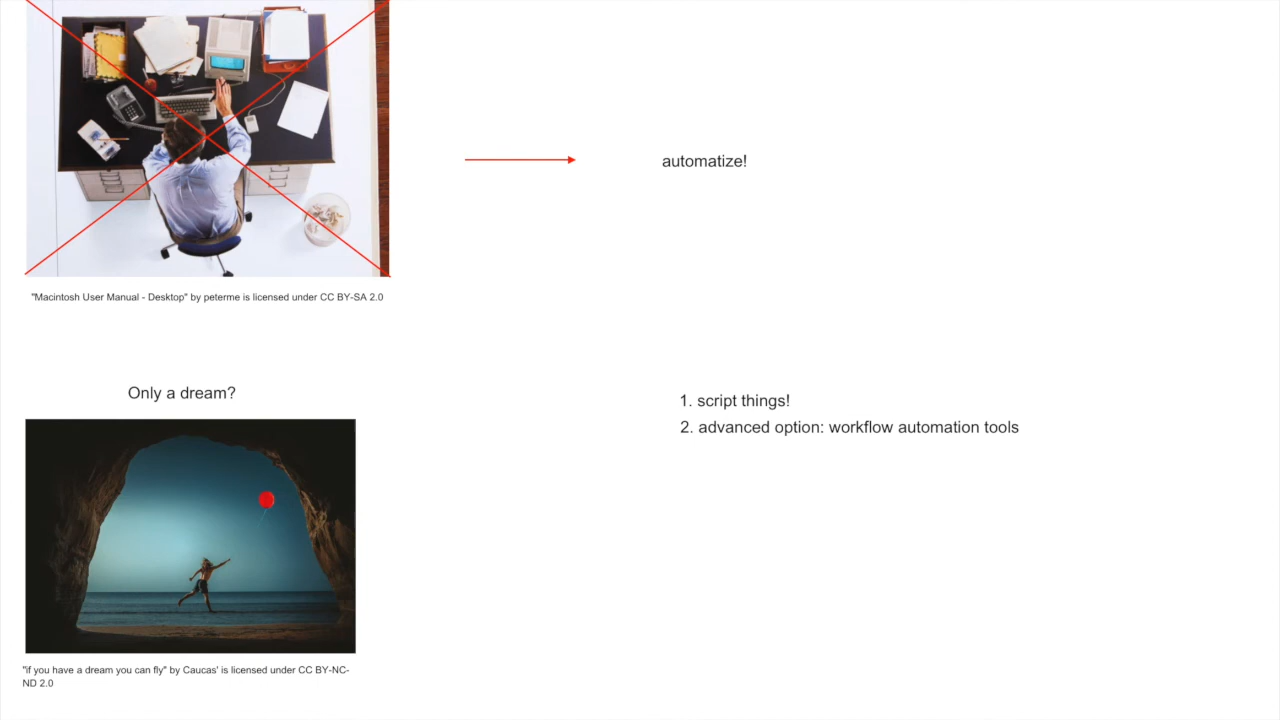 automatize!
"Macintosh User Manual - Desktop" by peterme is licensed under CC BY-SA 2.0
Only a dream?
1. script things!
2. advanced option: workflow automation tools
"if you have a dream you can fly" by Caucas' is licensed under CC BY-NC-
ND 2.0